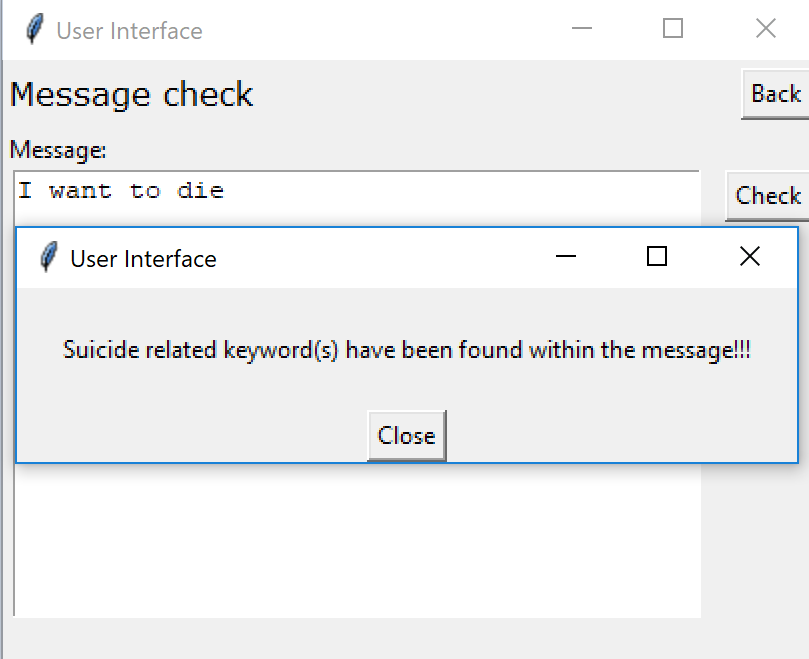 User Interface
Message check
Back
Message:
I want to die
Check
User Interface
Suicide related keyword(s) have been found within the message!!!
Close